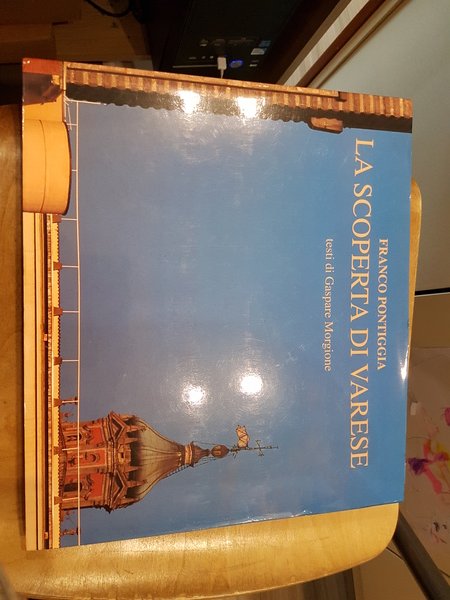 FRANCO PONTIGGIA
LA SCOPERTA DI VARESE
testi di Gaspare Morgione